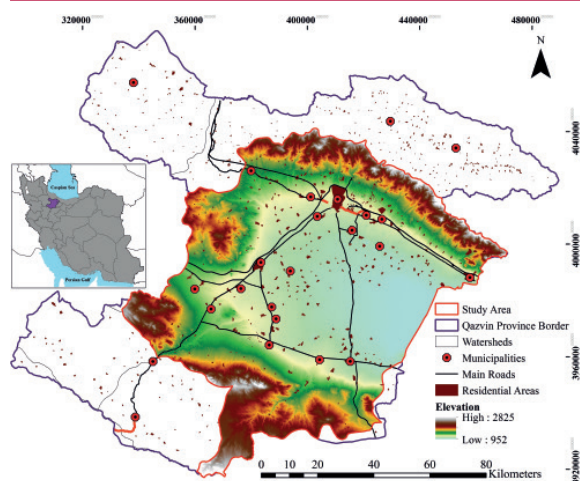 320000 360000 400000 440000 480000
N
4040000
4000000
3960000
3920000
Caspian Sea
Persian Gulf
Study Area
Qazvin Province Border
Watersheds
Municipalities
Main Roads
Residential Areas
Elevation
High : 2825
Low : 952
0 10 20 40 60 80
Kilometers